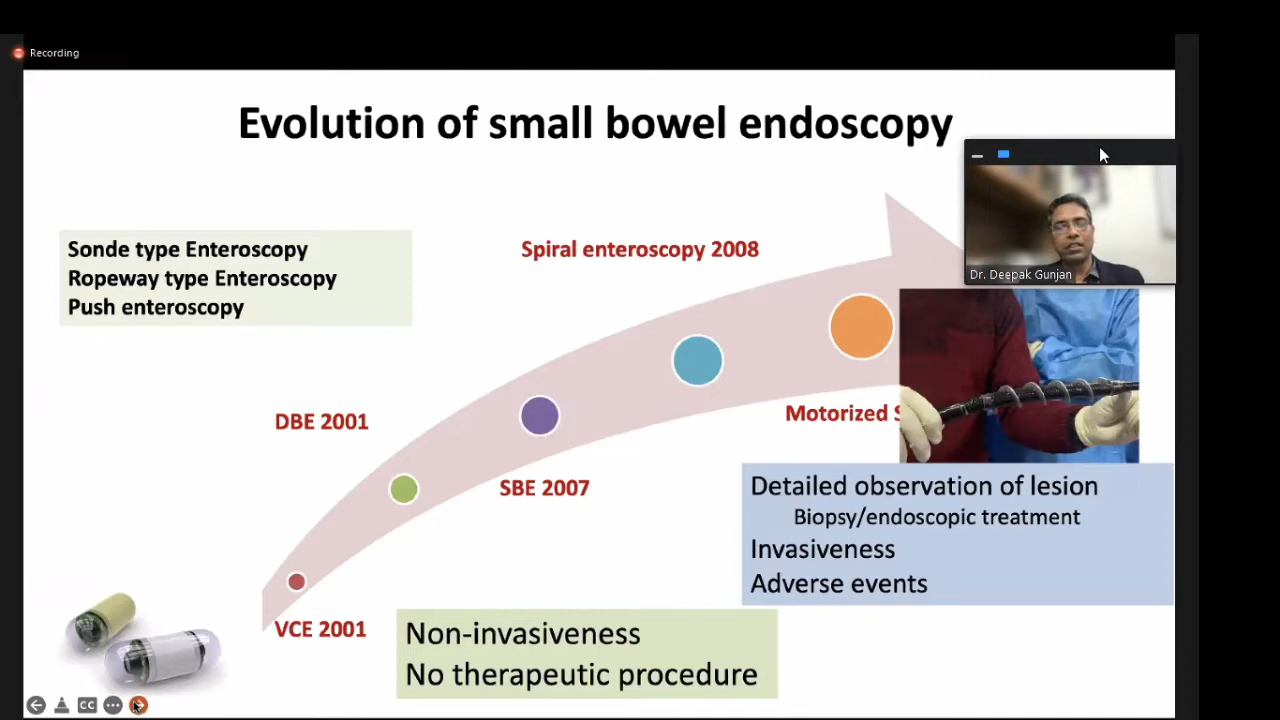 Recording
Evolution of small bowel endoscopy
Dr. Deepak Gunjan
Sonde type Enteroscopy
Ropeway type Enteroscopy
Push enteroscopy
Spiral enteroscopy 2008
DBE 2001
Motorized
SBE 2007
Detailed observation of lesion
Biopsy/endoscopic treatment
Invasiveness
Adverse events
VCE 2001
Non-invasiveness
No therapeutic procedure
CC